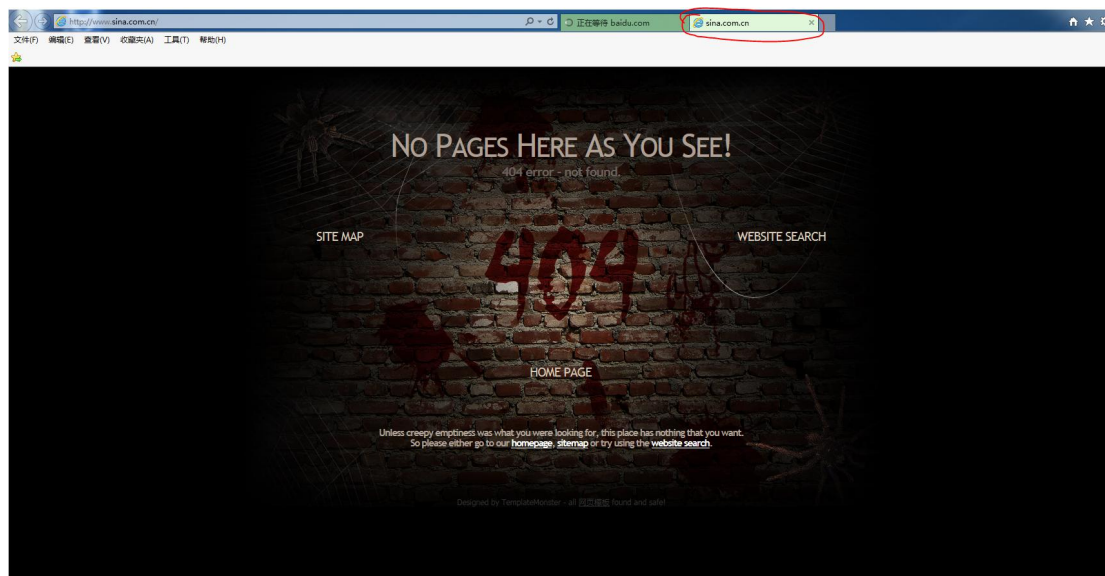 http://www.sina.com.cn/
正在等待 baidu.com
sina.com.cn
文件(F) 编辑(E) 查看(V) 收藏夹(A) 工具(T) 帮助(H)
NO PAGES HERE AS YOU SEE!
404 error - not found.
SITE MAP
WEBSITE SEARCH
404
HOME PAGE
Unless creepy emptiness was what you were looking for, this place has nothing that you want.
So please either go to our homepage, sitemap or try using the website search.
Designed by TemplateMonster - all 网页模板 found and safe!